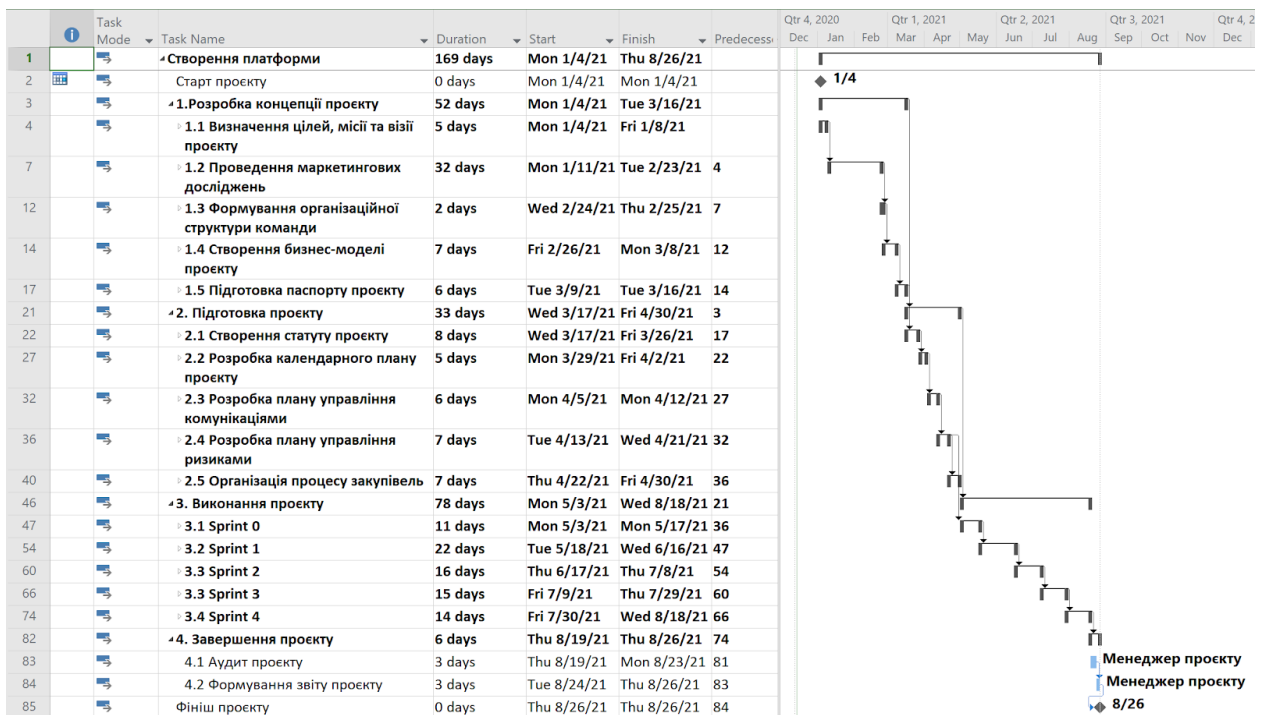 Qtr 4, 2020 Qtr 1, 2021 Qtr 2, 2021 Qtr 3, 2021 Qtr 4, 2
Task
Mode Task Name Duration Start Finish Predecess Dec Jan Feb Mar Apr May Jun Jul Aug Sep Oct Nov Dec
1 Створення платформи 169 days Mon 1/4/21 Thu 8/26/21
2 Старт проєкту 0 days Mon 1/4/21 Mon 1/4/21 1/4
3 1.Розробка концепції проєкту 52 days Mon 1/4/21 Tue 3/16/21
4 1.1 Визначення цілей, місії та візії 5 days Mon 1/4/21 Fri 1/8/21
проєкту
7 1.2 Проведення маркетингових 32 days Mon 1/11/21 Tue 2/23/21 4
досліджень
12 1.3 Формування організаційної 2 days Wed 2/24/21 Thu 2/25/21 7
структури команди
14 1.4 Створення бизнес-моделі 7 days Fri 2/26/21 Mon 3/8/21 12
проєкту
17 1.5 Підготовка паспорту проєкту 6 days Tue 3/9/21 Tue 3/16/21 14
21 2. Підготовка проєкту 33 days Wed 3/17/21 Fri 4/30/21 3
22 2.1 Створення статуту проєкту 8 days Wed 3/17/21 Fri 3/26/21 17
27 2.2 Розробка календарного плану 5 days Mon 3/29/21 Fri 4/2/21 22
проєкту
32 2.3 Розробка плану управління 6 days Mon 4/5/21 Mon 4/12/21 27
комунікаціями
36 2.4 Розробка плану управління 7 days Tue 4/13/21 Wed 4/21/21 32
ризиками
40 2.5 Організація процесу закупівель 7 days Thu 4/22/21 Fri 4/30/21 36
46 3. Виконання проєкту 78 days Mon 5/3/21 Wed 8/18/21 21
47 3.1 Sprint 0 11 days Mon 5/3/21 Mon 5/17/21 36
54 3.2 Sprint 1 22 days Tue 5/18/21 Wed 6/16/21 47
60 3.3 Sprint 2 16 days Thu 6/17/21 Thu 7/8/21 54
66 3.3 Sprint 3 15 days Fri 7/9/21 Thu 7/29/21 60
74 3.4 Sprint 4 14 days Fri 7/30/21 Wed 8/18/21 66
82 4. Завершення проєкту 6 days Thu 8/19/21 Thu 8/26/21 74
83 4.1 Аудит проєкту 3 days Thu 8/19/21 Mon 8/23/21 81 Менеджер проєкту
84 4.2 Формування звіту проєкту 3 days Tue 8/24/21 Thu 8/26/21 83 Менеджер проєкту
85 Фініш проєкту 0 days Thu 8/26/21 Thu 8/26/21 84 8/26